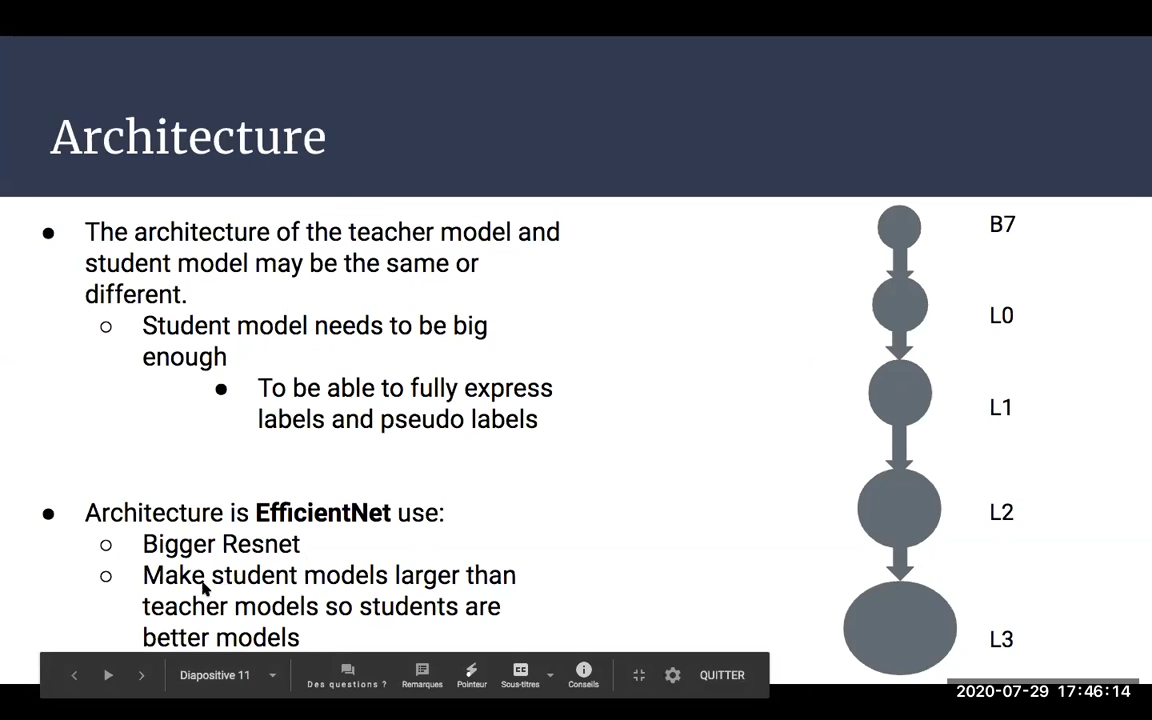 Architecture
● The architecture of the teacher model and
student model may be the same or
different.
○ Student model needs to be big
enough
● To be able to fully express
labels and pseudo labels
● Architecture is EfficientNet use:
○ Bigger Resnet
○ Make student models larger than
teacher models so students are
better models
B7
L0
L1
L2
L3
Diapositive 11
Des questions ?
Remarques
Pointeur
Sous-titres
Conseils
QUITTER
2020-07-29 17:46:14